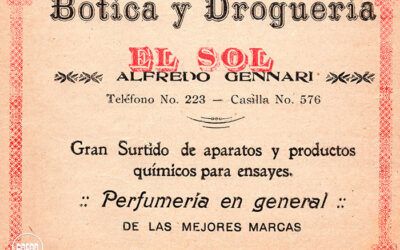 Botica y Droguería
EL SOL
ALFREDO GENNARI
Teléfono No. 223 — Casilla No. 576
Gran Surtido de aparatos y productos
químicos para ensayes.
:: Perfumería en general ::
DE LAS MEJORES MARCAS